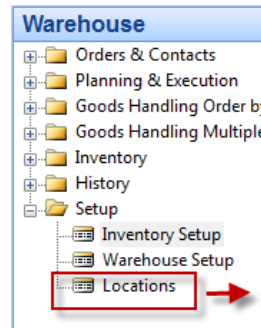 Warehouse
Orders & Contacts
Planning & Execution
Goods Handling Order by
Goods Handling Multiple
Inventory
History
Setup
Inventory Setup
Warehouse Setup
Locations